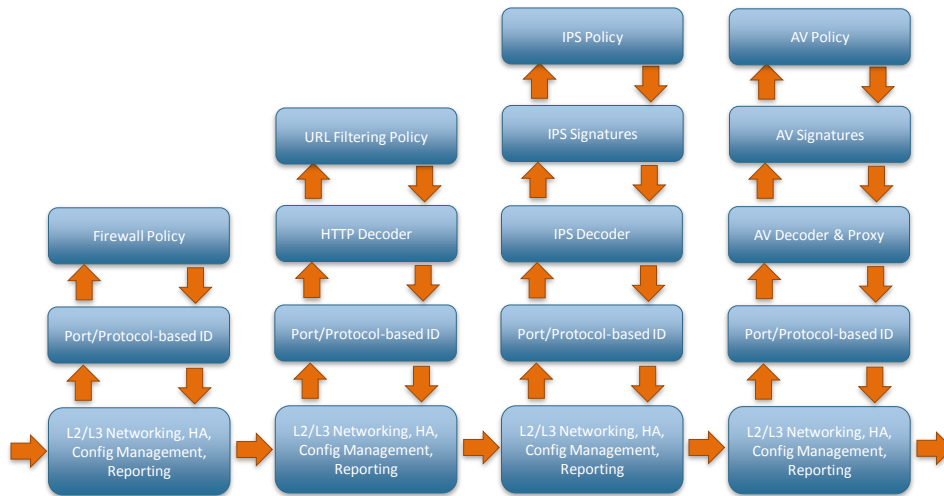 IPS Policy
AV Policy
URL Filtering Policy
IPS Signatures
AV Signatures
Firewall Policy
HTTP Decoder
IPS Decoder
AV Decoder & Proxy
Port/Protocol-based ID
Port/Protocol-based ID
Port/Protocol-based ID
Port/Protocol-based ID
L2/L3 Networking, HA,
Config Management,
Reporting
L2/L3 Networking, HA,
Config Management,
Reporting
L2/L3 Networking, HA,
Config Management,
Reporting
L2/L3 Networking, HA,
Config Management,
Reporting